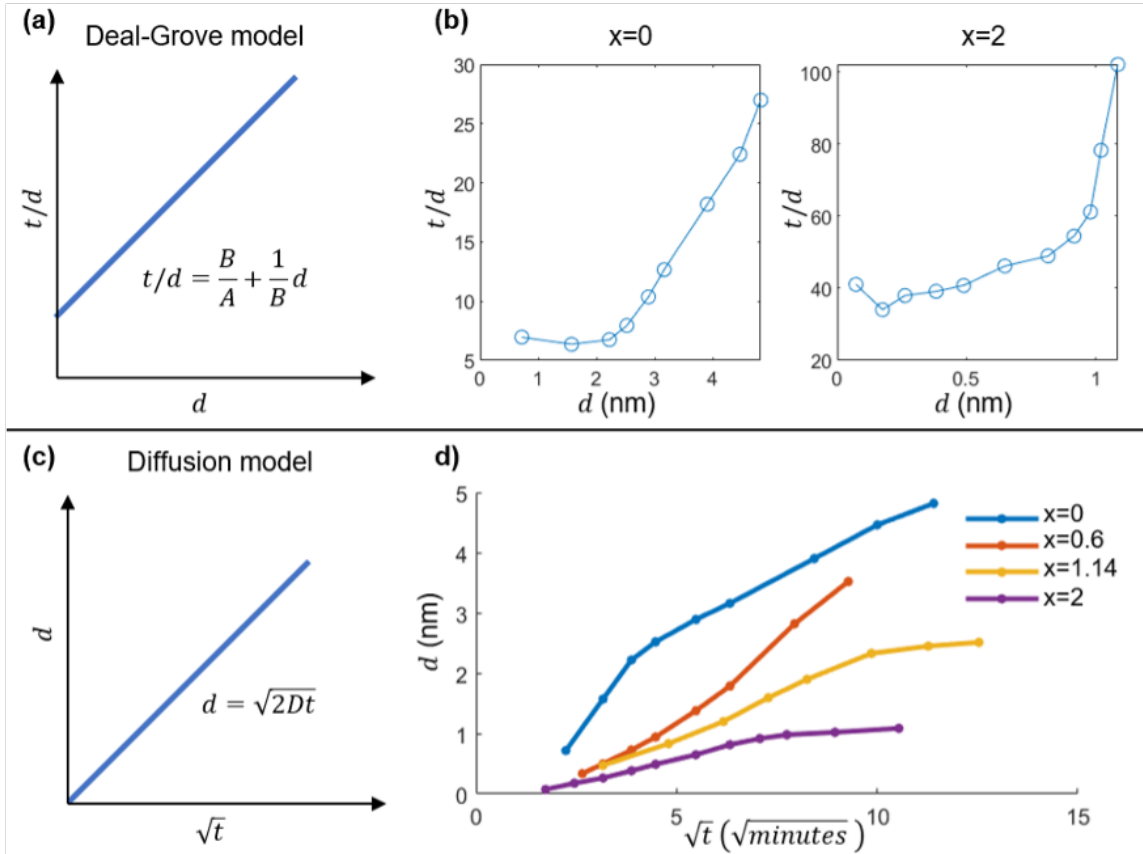 (a)
Deal-Grove model
t/d
t/d = B/A + 1/B d
d
(b)
x=0
30
25
20
15
10
5
t/d
0
1
2
3
4
d (nm)
x=2
100
80
60
40
20
t/d
0
0.5
1
d (nm)
(c)
Diffusion model
d
d = √2Dt
√t
d)
5
4
3
2
1
0
d (nm)
x=0
x=0.6
x=1.14
x=2
0
5
10
15
√t (√minutes)